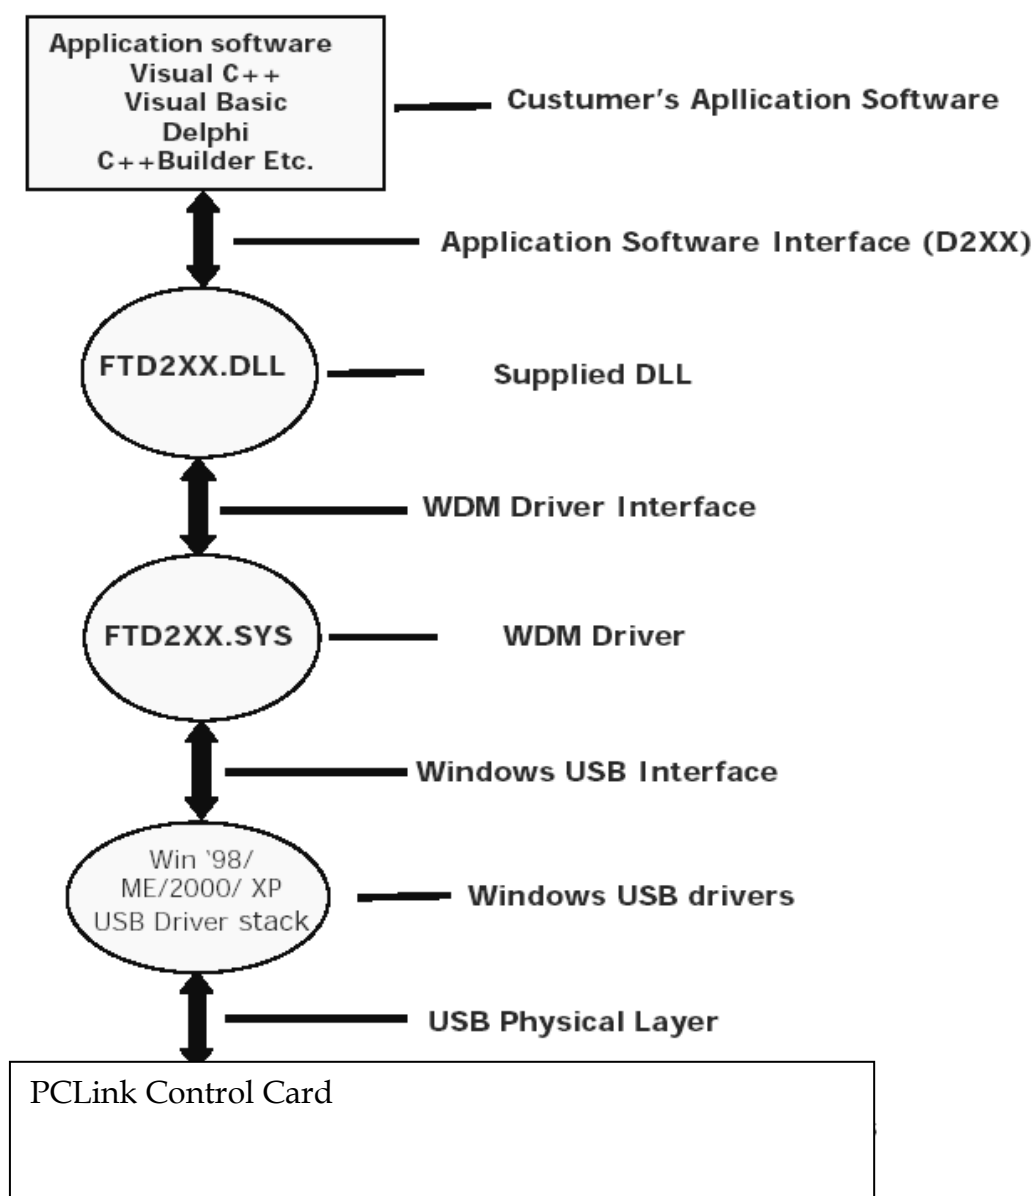 Application software
Visual C++
Visual Basic
Delphi
C++Builder Etc.
Custumer's Apllication Software
Application Software Interface (D2XX)
FTD2XX.DLL
Supplied DLL
WDM Driver Interface
FTD2XX.SYS
WDM Driver
Windows USB Interface
Win `98/
ME/2000/ XP
USB Driver stack
Windows USB drivers
USB Physical Layer
PCLink Control Card